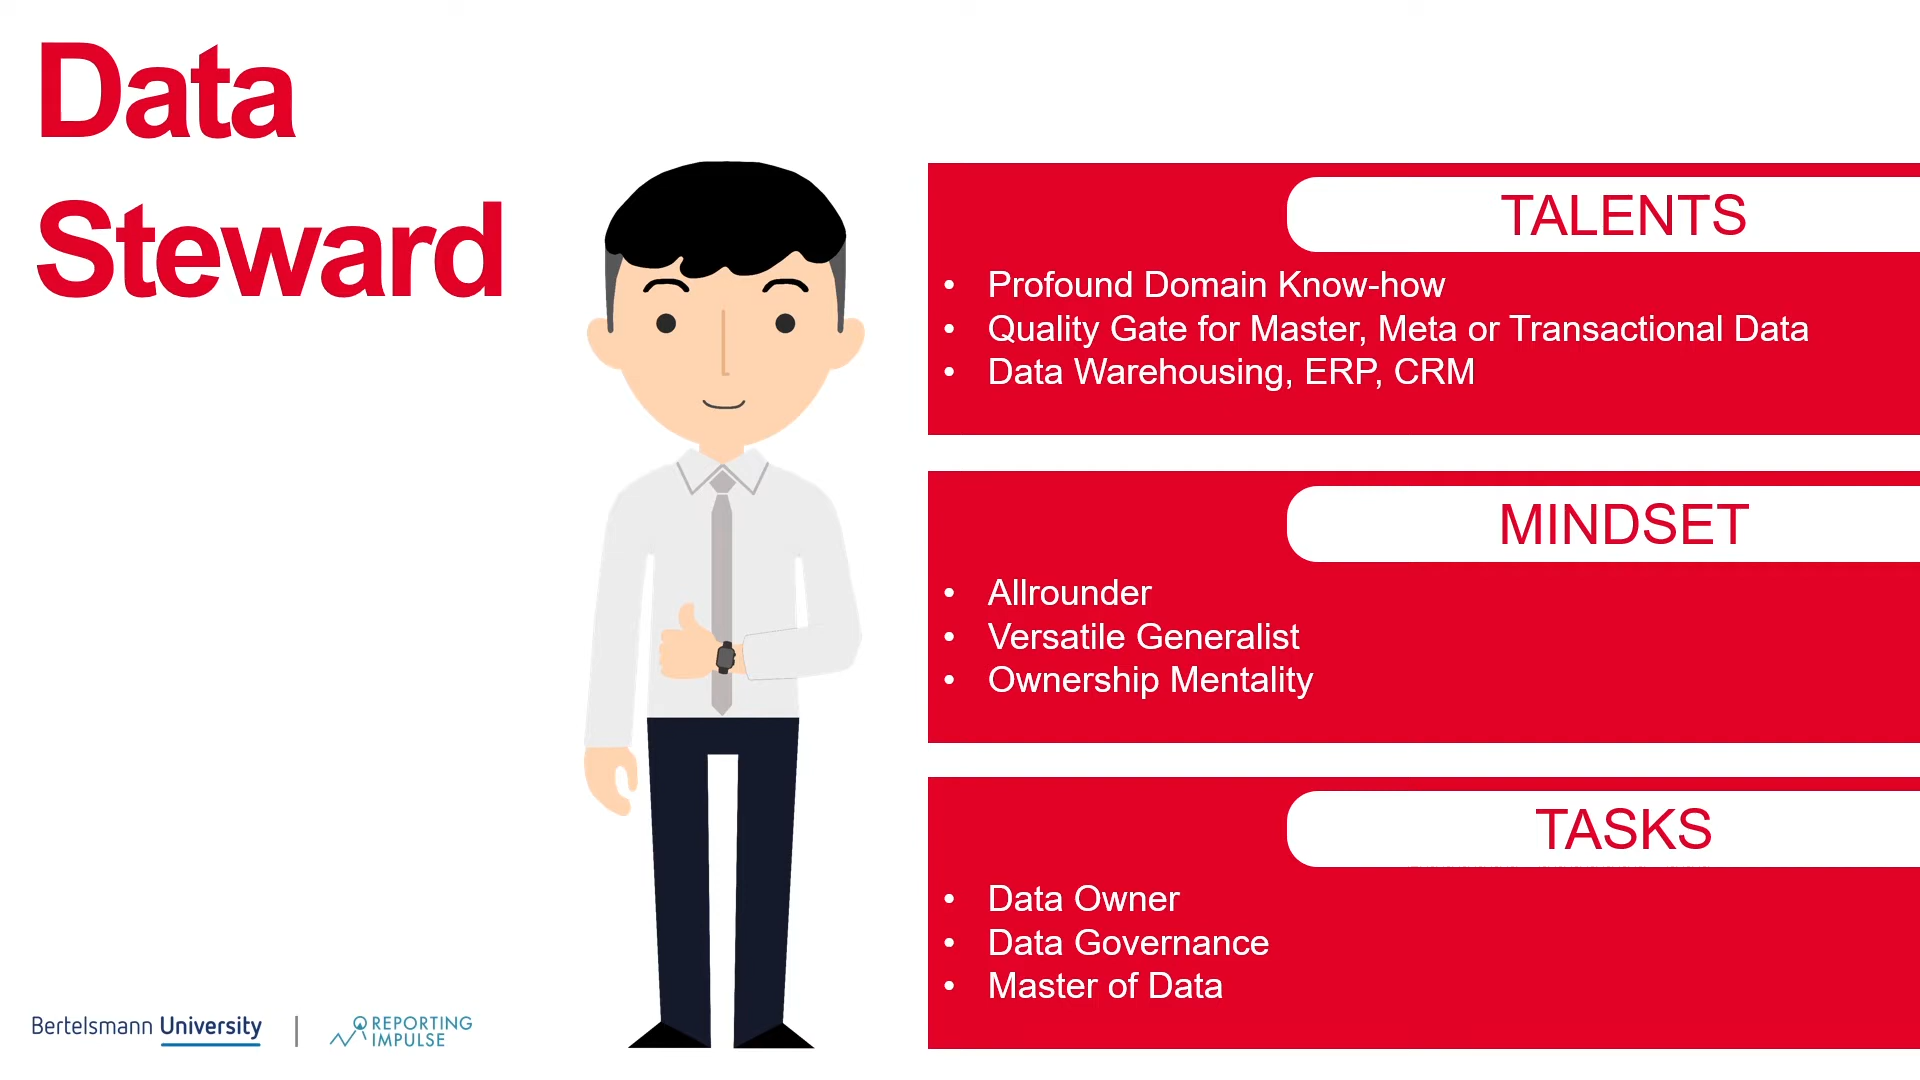 Data
Steward
TALENTS
• Profound Domain Know-how
• Quality Gate for Master, Meta or Transactional Data
• Data Warehousing, ERP, CRM
MINDSET
• Allrounder
• Versatile Generalist
• Ownership Mentality
TASKS
• Data Owner
• Data Governance
• Master of Data
Bertelsmann University
REPORTING
IMPULSE